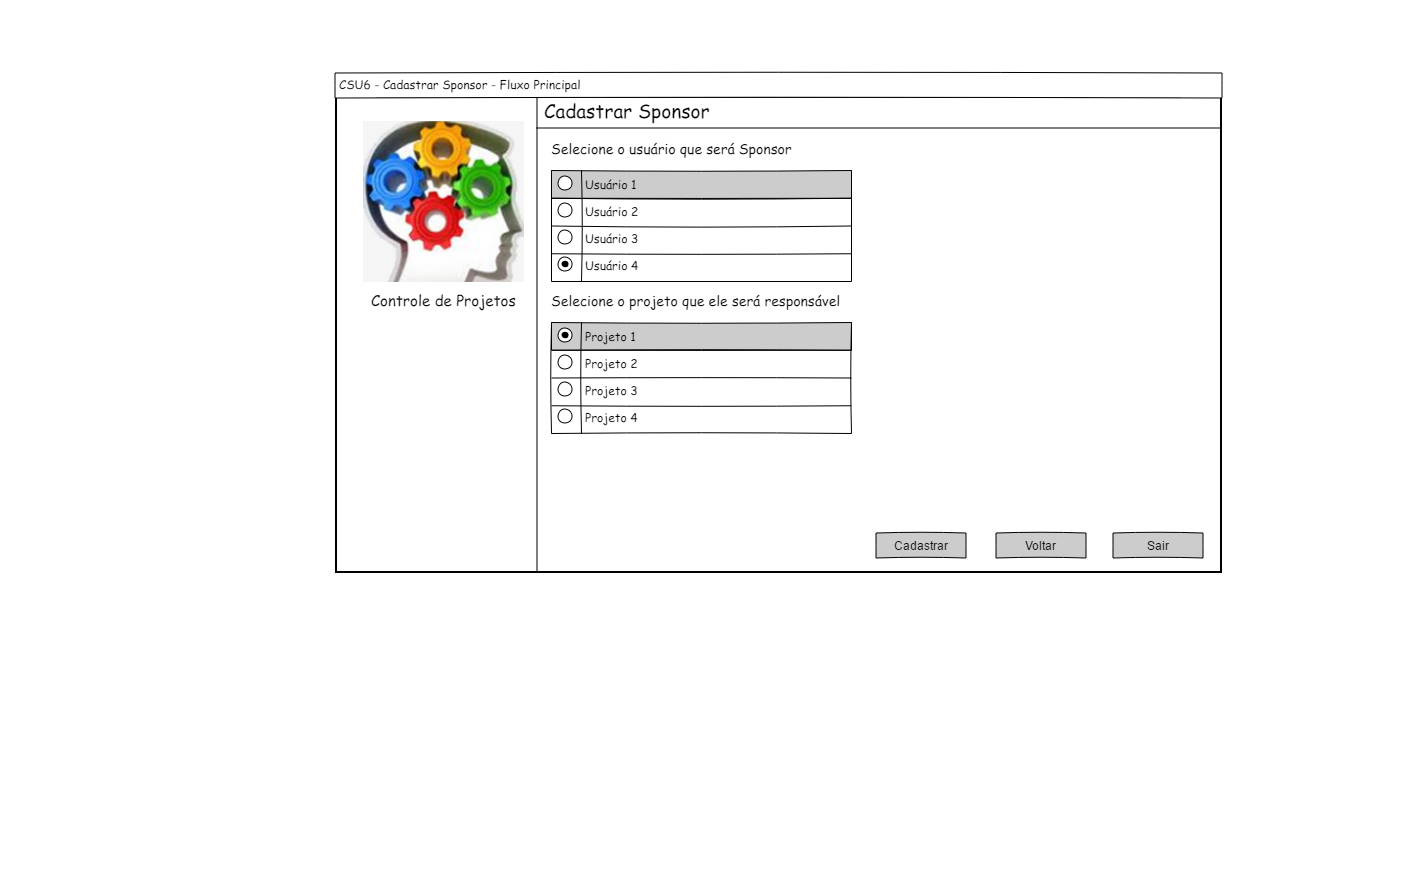 CSU6 - Cadastrar Sponsor - Fluxo Principal
Cadastrar Sponsor
Controle de Projetos
Selecione o usuário que será Sponsor
Usuário 1
Usuário 2
Usuário 3
Usuário 4
Selecione o projeto que ele será responsável
Projeto 1
Projeto 2
Projeto 3
Projeto 4
Cadastrar
Voltar
Sair